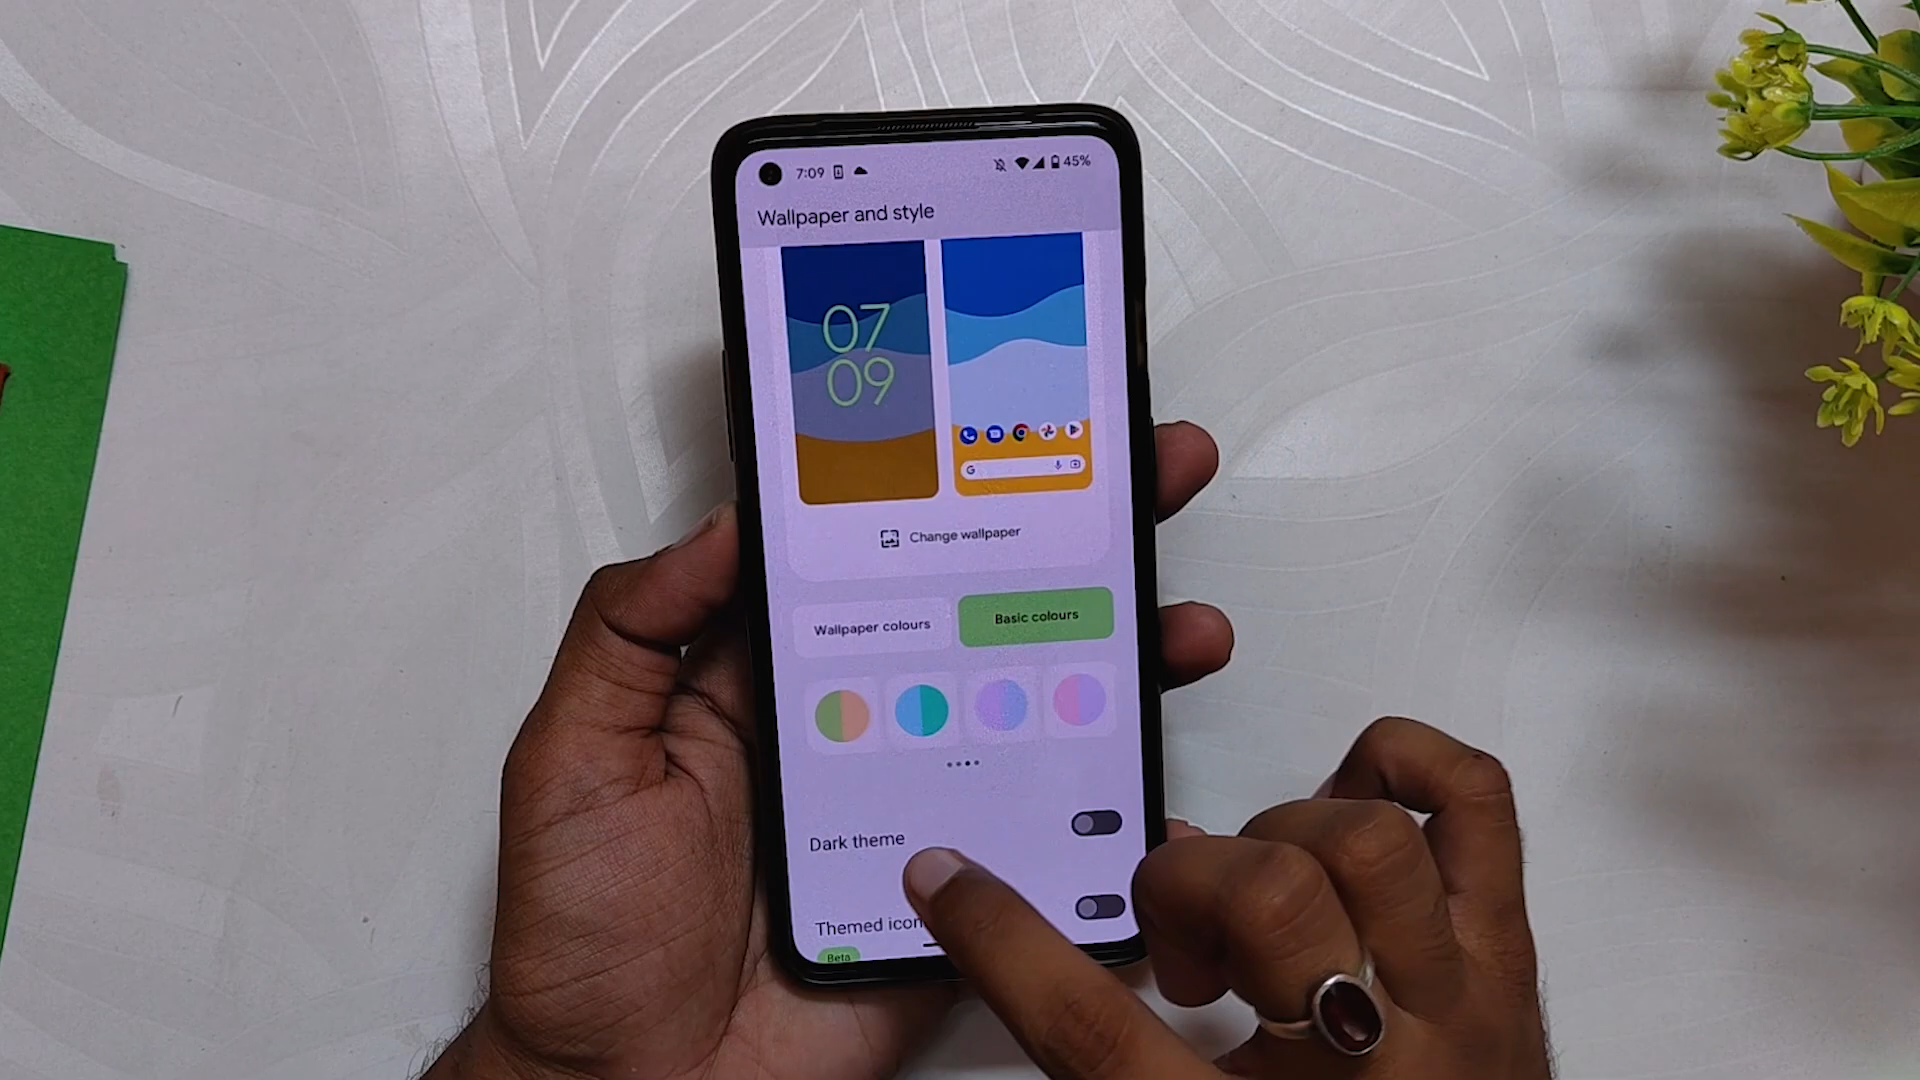 7:09
45%
Wallpaper and style
07
09
G
Change wallpaper
Wallpaper colours
Basic colours
Dark theme
Themed icon
Beta